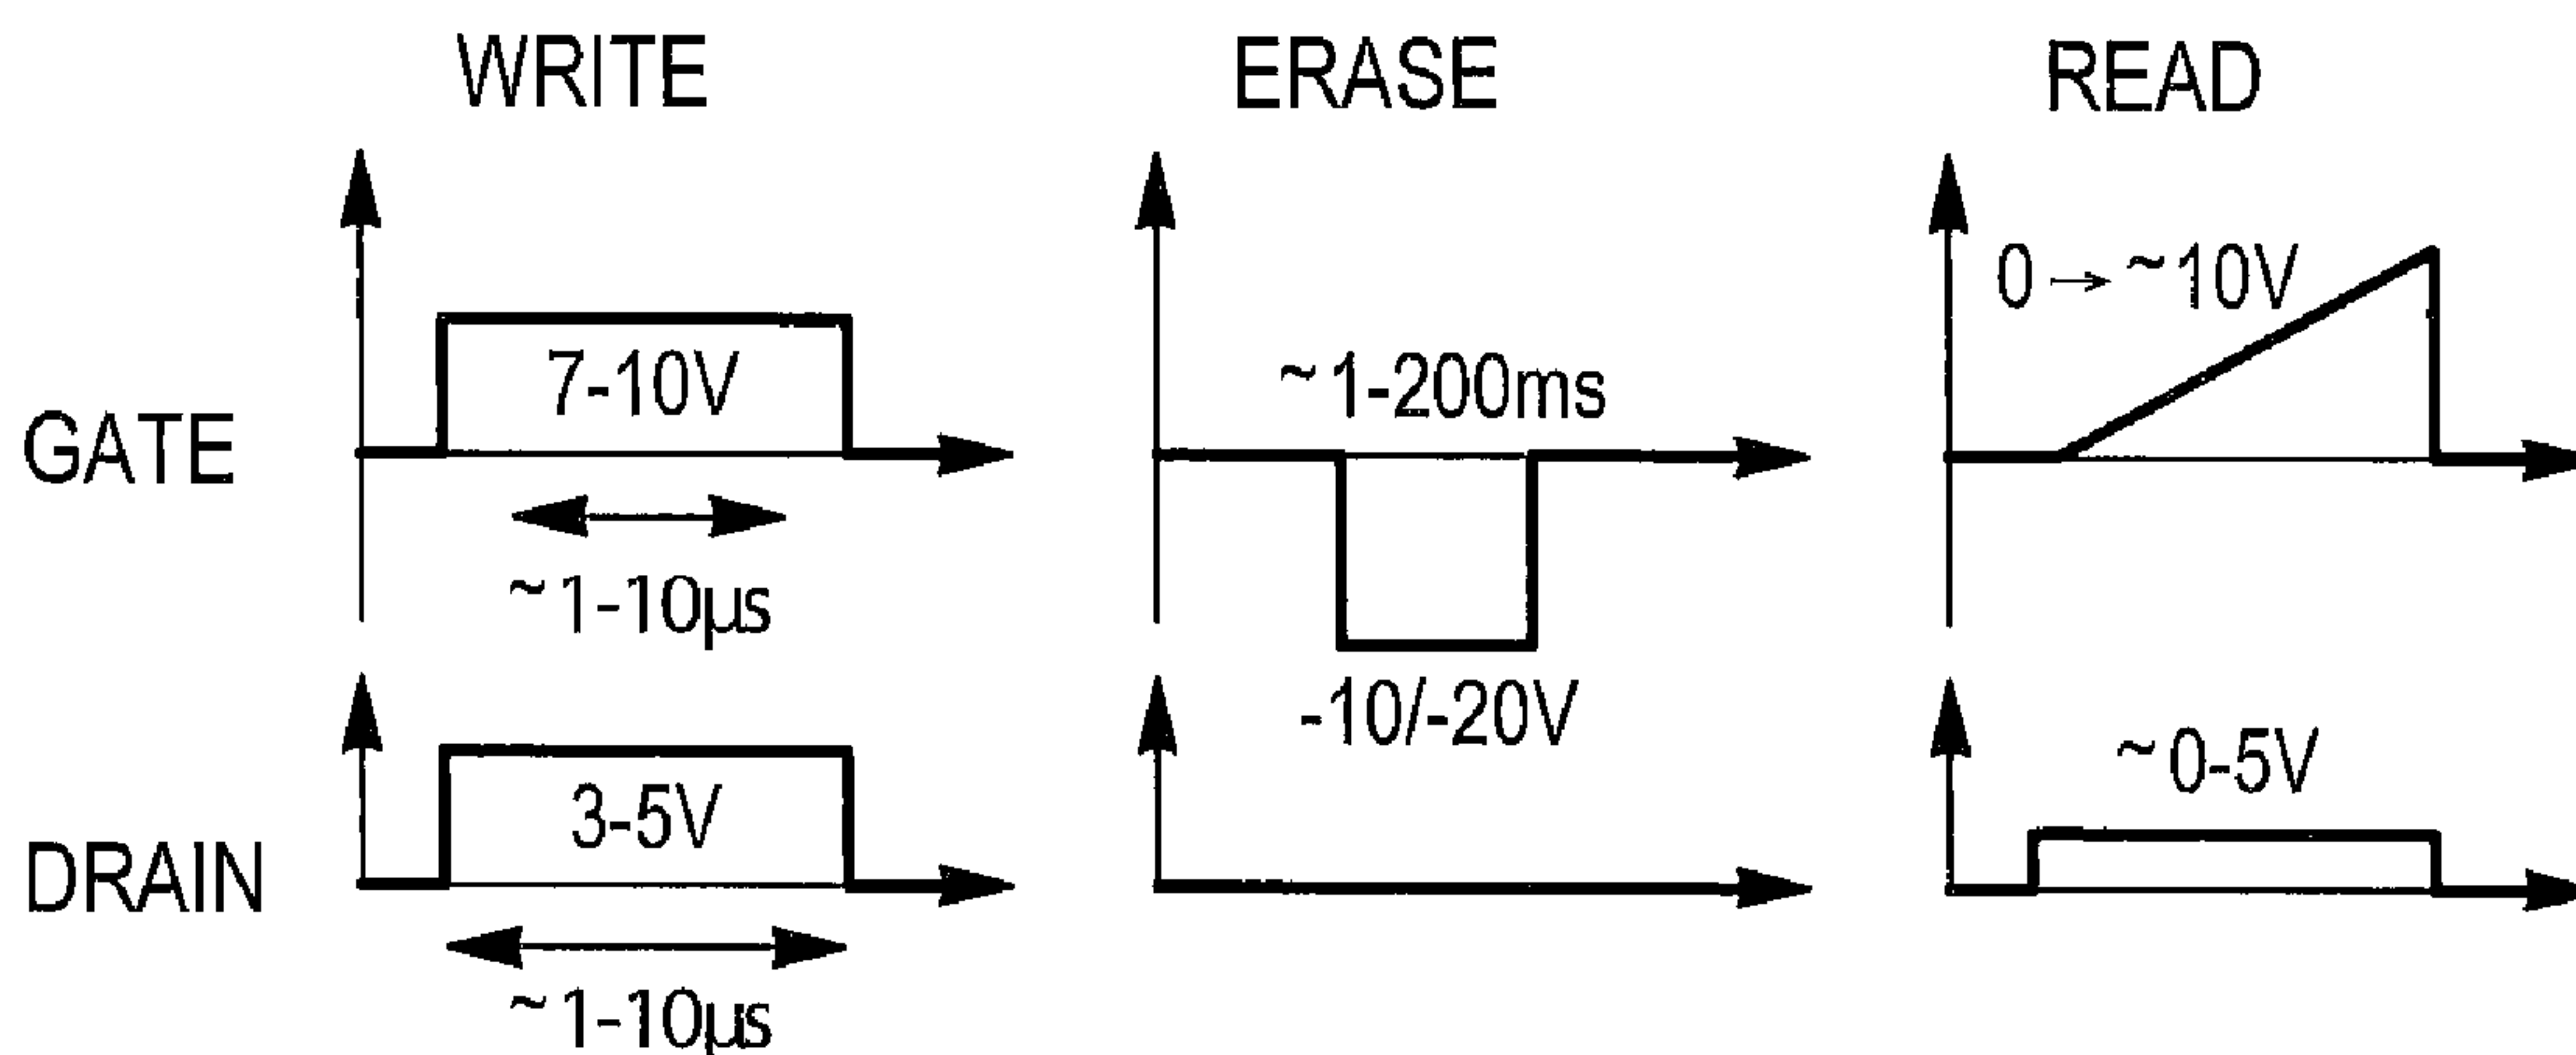 WRITE
ERASE
READ
GATE
7-10V
~1-10µs
~1-200ms
-10/-20V
0 → ~10V
DRAIN
3-5V
~1-10µs
~0-5V